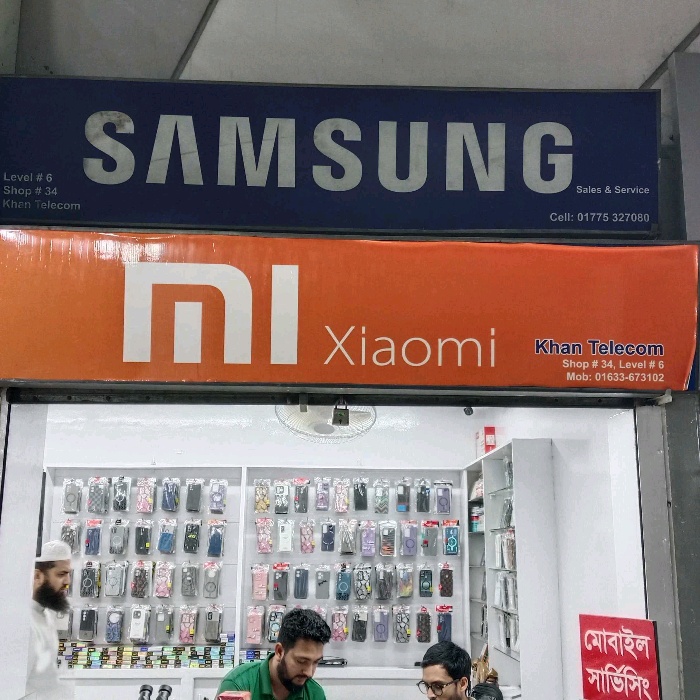 SAMSUNG
Level # 6
Shop # 34
Khan Telecom
Sales & Service
Cell: 01775 327080
mi Xiaomi
Khan Telecom
Shop # 34, Level # 6
Mob: 01633-673102
মোবাইল
সার্ভিসিং